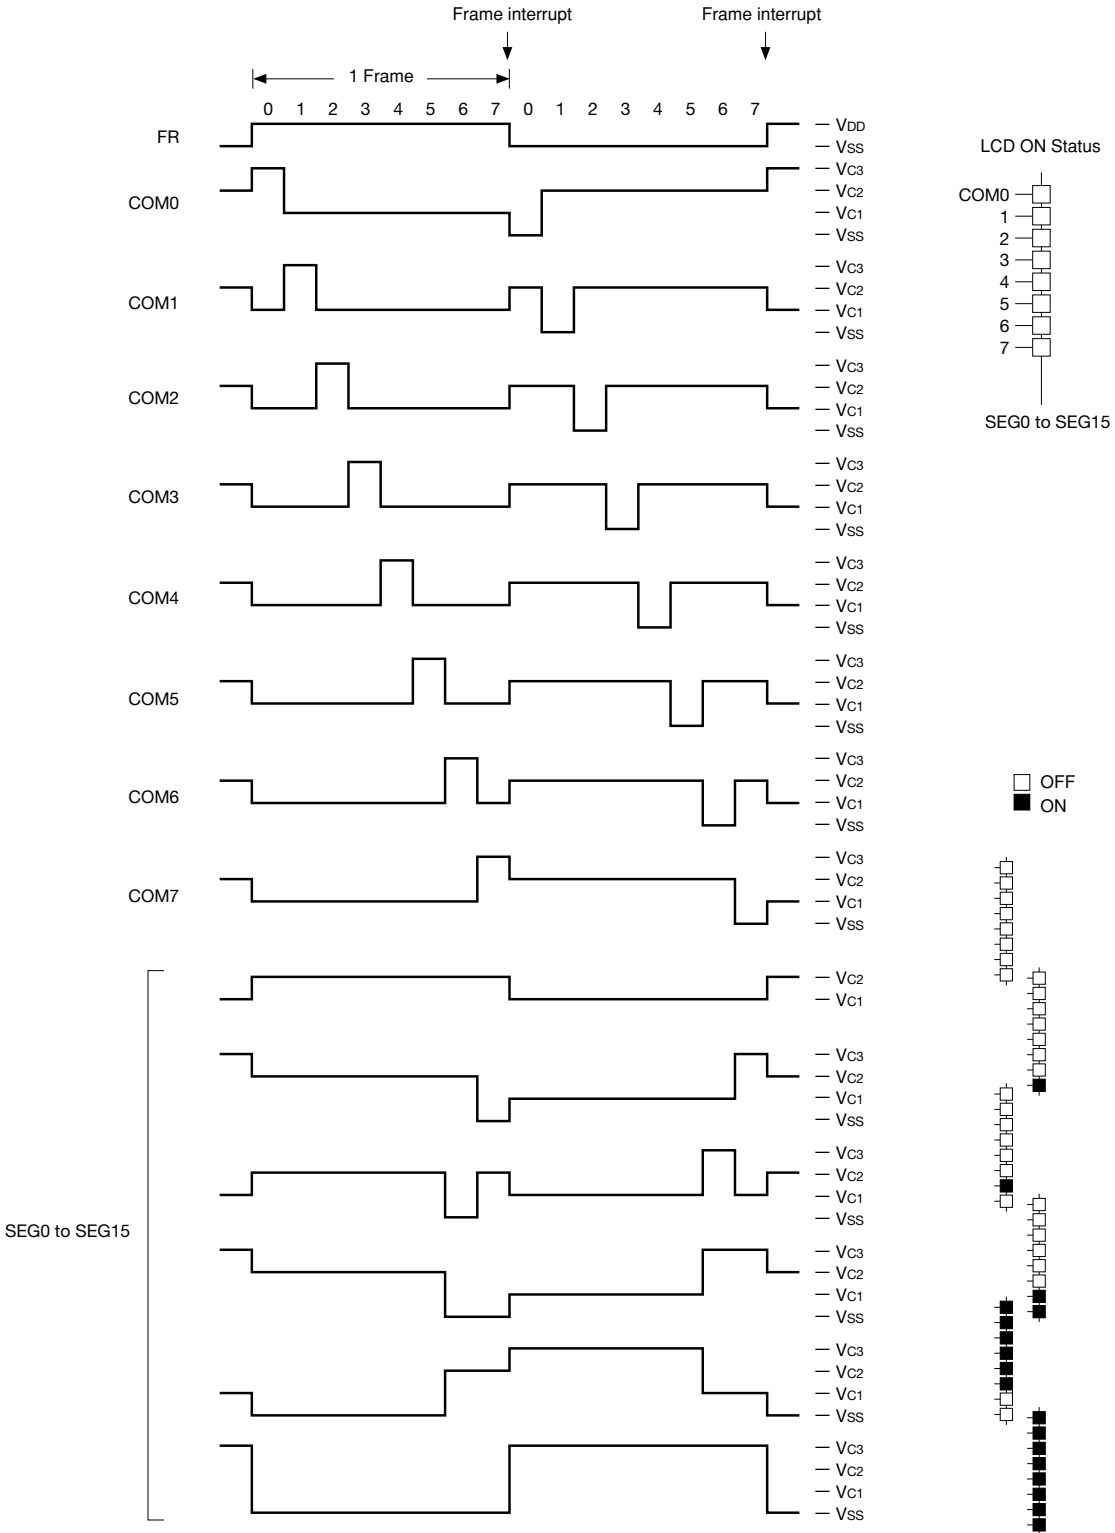 Frame interrupt Frame interrupt
1 Frame
0 1 2 3 4 5 6 7 0 1 2 3 4 5 6 7
FR
VDD
VSS
COM0
VC3
VC2
VC1
VSS
COM1
VC3
VC2
VC1
VSS
COM2
VC3
VC2
VC1
VSS
COM3
VC3
VC2
VC1
VSS
COM4
VC3
VC2
VC1
VSS
COM5
VC3
VC2
VC1
VSS
COM6
VC3
VC2
VC1
VSS
COM7
VC3
VC2
VC1
VSS
SEG0 to SEG15
VC2
VC1
VC3
VC2
VC1
VSS
VC3
VC2
VC1
VSS
VC3
VC2
VC1
VSS
VC3
VC2
VC1
VSS
VC3
VC2
VC1
VSS
LCD ON Status
COM0
1
2
3
4
5
6
7
SEG0 to SEG15
OFF
ON